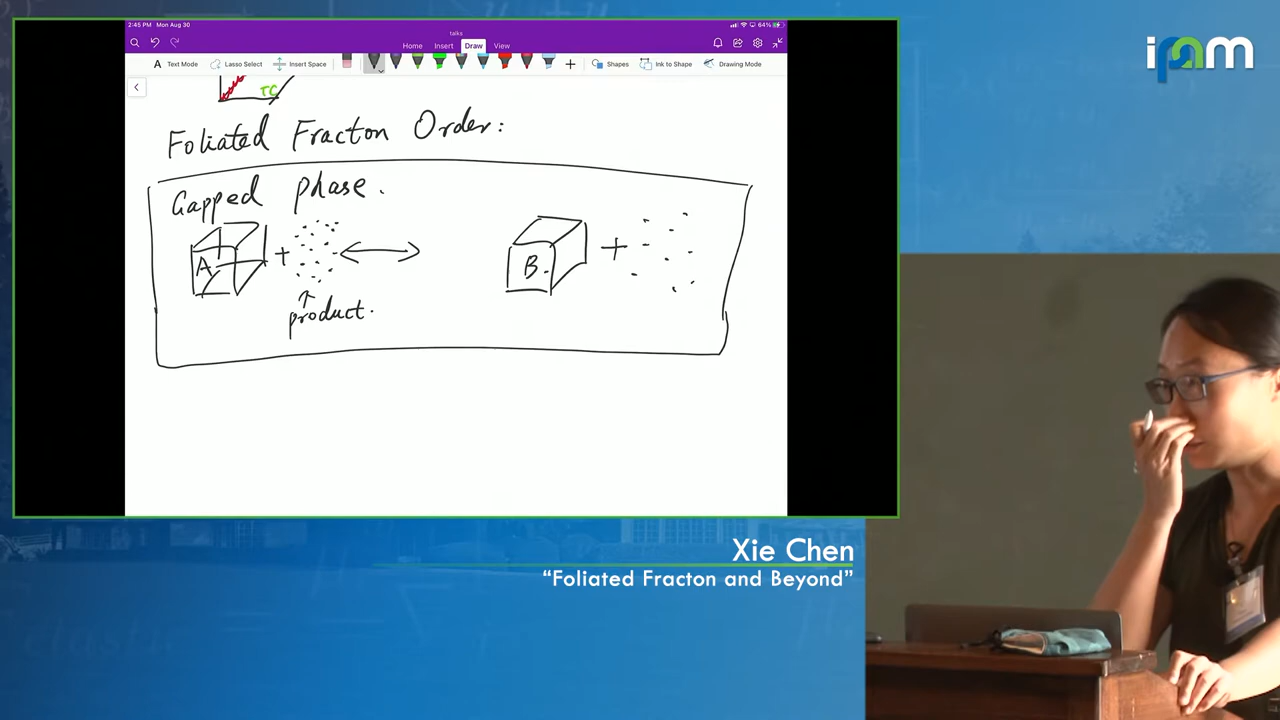 2:45 PM Mon Aug 30
talks
64%
Home Insert Draw View
Text Mode Lasso Select Insert Space Shapes Ink to Shape Drawing Mode
TC
Foliated Fracton Order:
Gapped phase.
A + ↔ B. +
↑
product.
ipam
Xie Chen
“Foliated Fracton and Beyond”